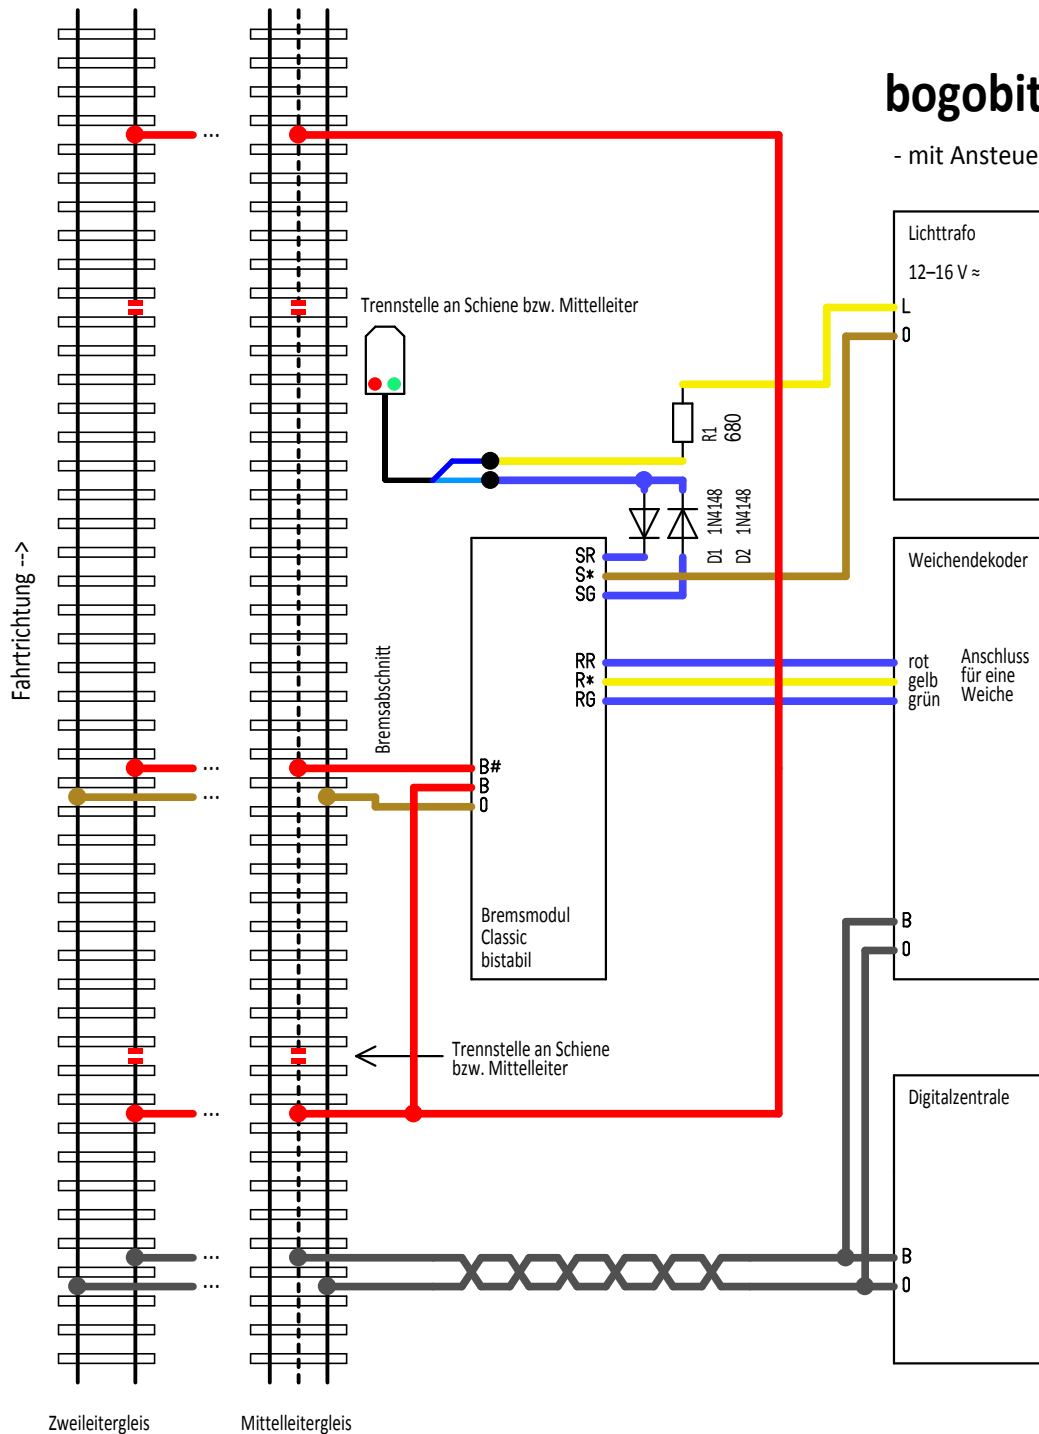 bogobit
- mit Ansteue
Lichttrafo
12–16 V ≈
L
0
Trennstelle an Schiene bzw. Mittelleiter
R1
680
D1 1N4148
D2 1N4148
Fahrtrichtung -->
Bremsabschnitt
SR
S*
SG
RR
R*
RG
B#
B
0
Bremsmodul
Classic
bistabil
Weichendekoder
rot
gelb
grün
Anschluss
für eine
Weiche
B
0
Trennstelle an Schiene
bzw. Mittelleiter
Digitalzentrale
B
0
...
...
...
...
...
...
Zweileitergleis
Mittelleitergleis